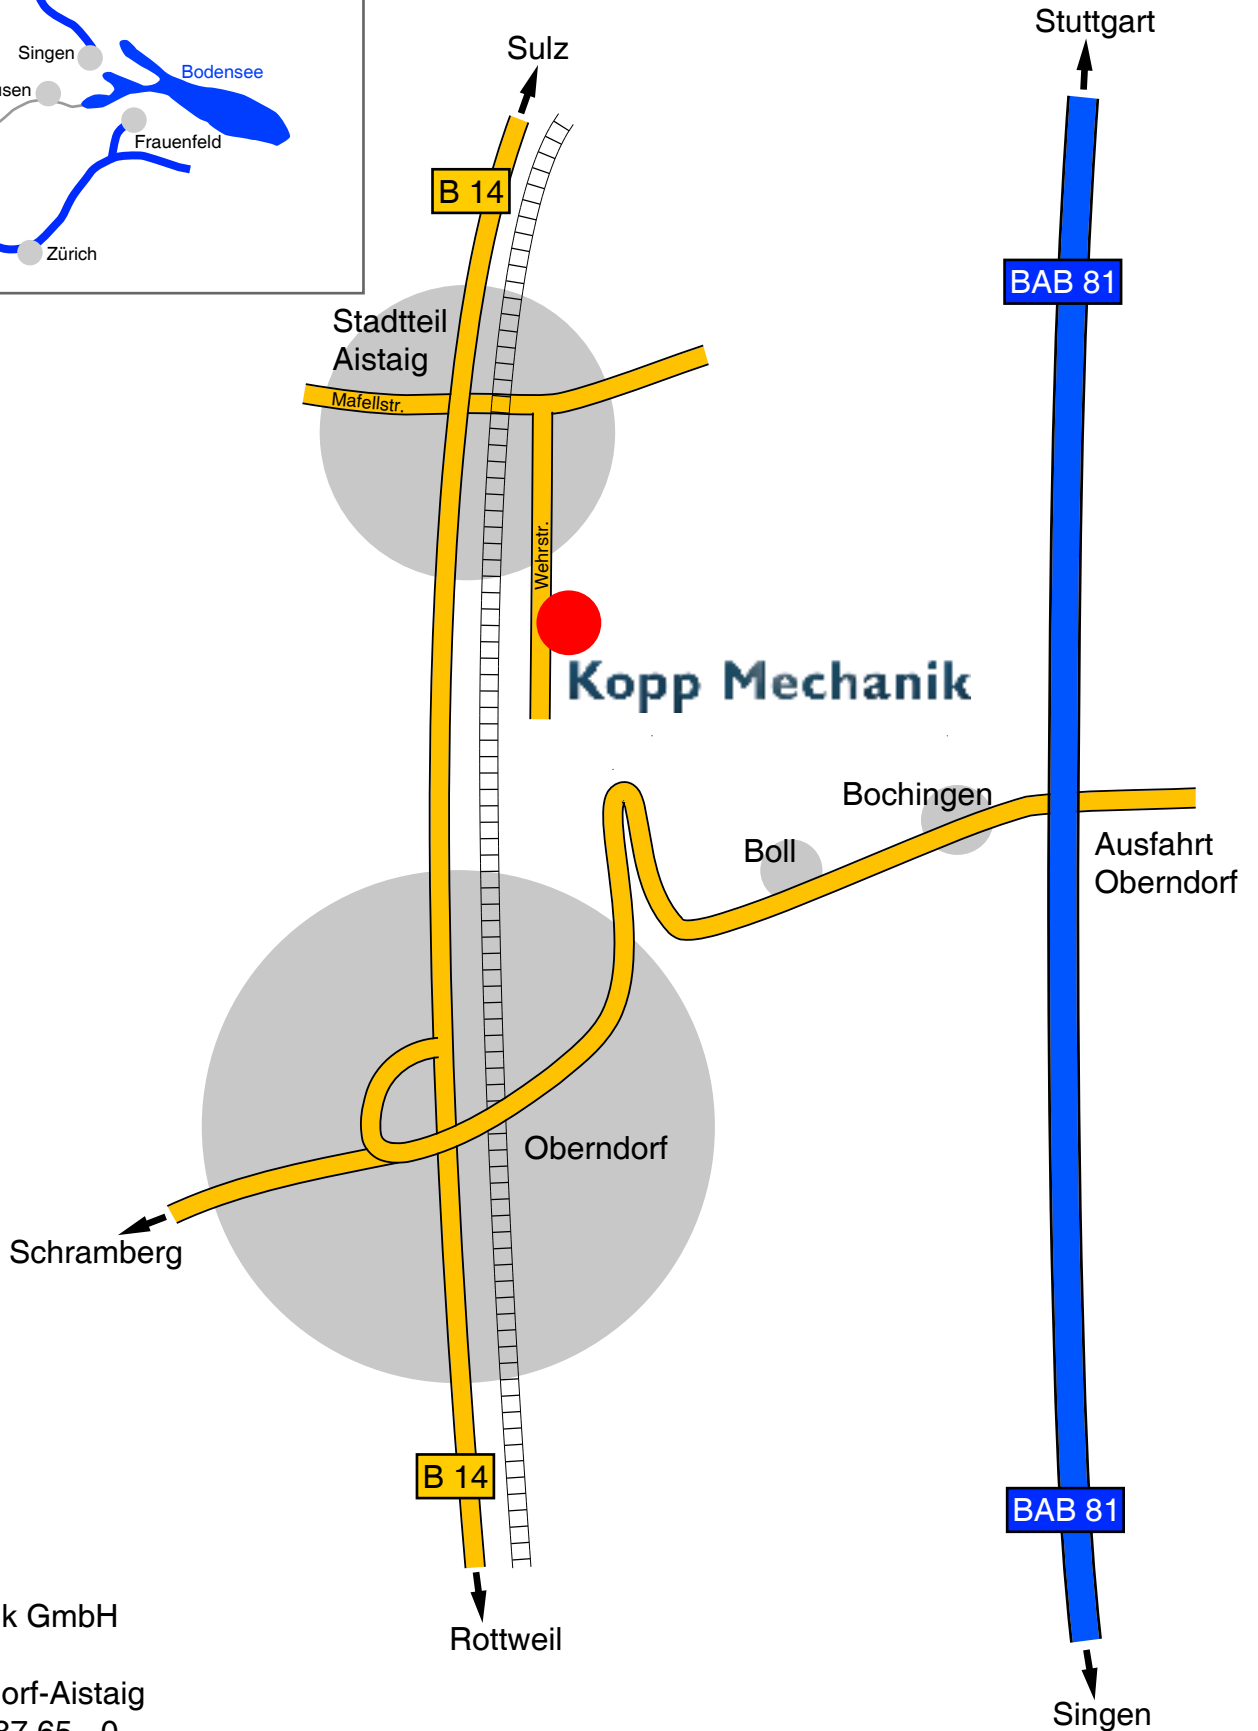 Stuttgart
Sulz
Singen
Bodensee
Frauenfeld
Zürich
B 14
BAB 81
Stadtteil
Aistaig
Mafellstr.
Wehrstr.
Kopp Mechanik
Bochingen
Boll
Ausfahrt
Oberndorf
Oberndorf
Schramberg
B 14
BAB 81
GmbH
Rottweil
orf-Aistaig
Singen